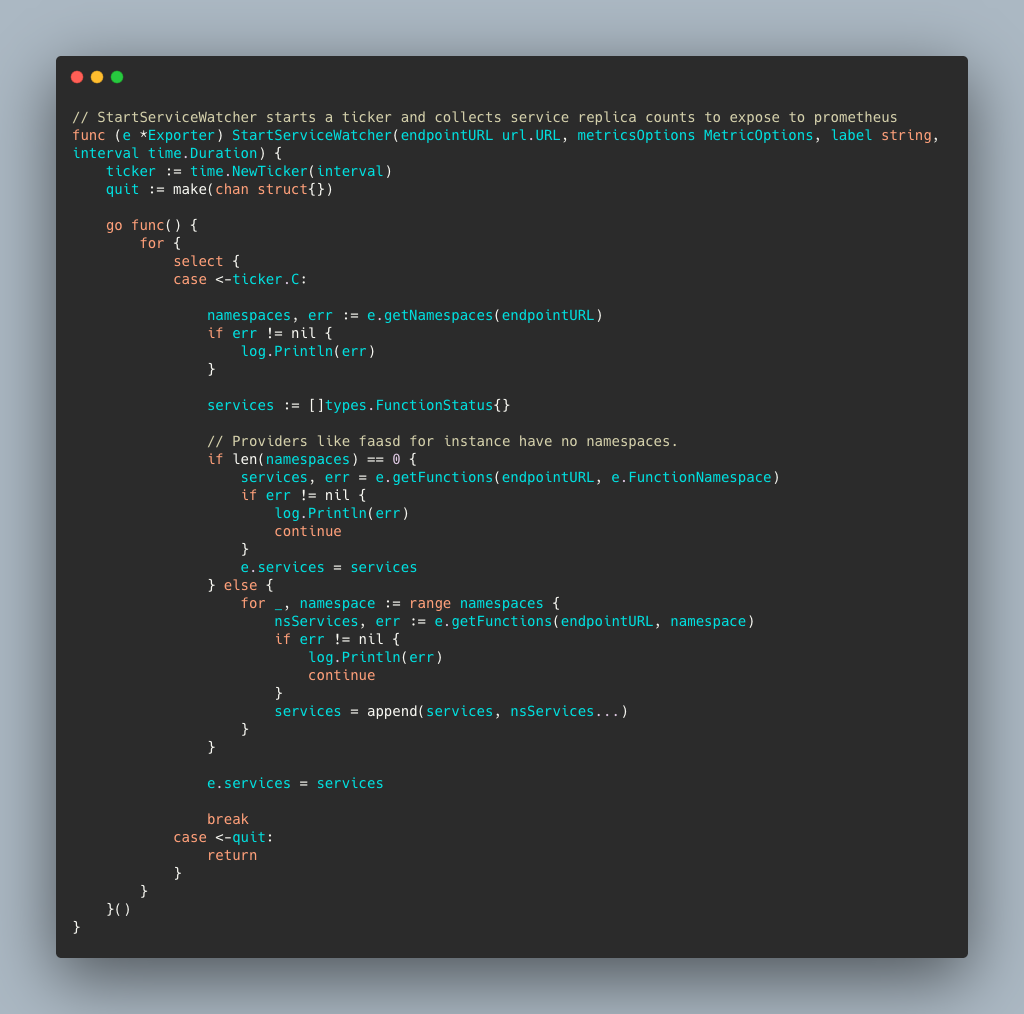 // StartServiceWatcher starts a ticker and collects service replica counts to expose to prometheus
func (e *Exporter) StartServiceWatcher(endpointURL url.URL, metricsOptions MetricOptions, label string,
interval time.Duration) {
    ticker := time.NewTicker(interval)
    quit := make(chan struct{})

    go func() {
        for {
            select {
            case <-ticker.C:

                namespaces, err := e.getNamespaces(endpointURL)
                if err != nil {
                    log.Println(err)
                }

                services := []types.FunctionStatus{}

                // Providers like faasd for instance have no namespaces.
                if len(namespaces) == 0 {
                    services, err = e.getFunctions(endpointURL, e.FunctionNamespace)
                    if err != nil {
                        log.Println(err)
                        continue
                    }
                    e.services = services
                } else {
                    for _, namespace := range namespaces {
                        nsServices, err := e.getFunctions(endpointURL, namespace)
                        if err != nil {
                            log.Println(err)
                            continue
                        }
                        services = append(services, nsServices...)
                    }
                }

                e.services = services

                break
            case <-quit:
                return
            }
        }
    }()
}